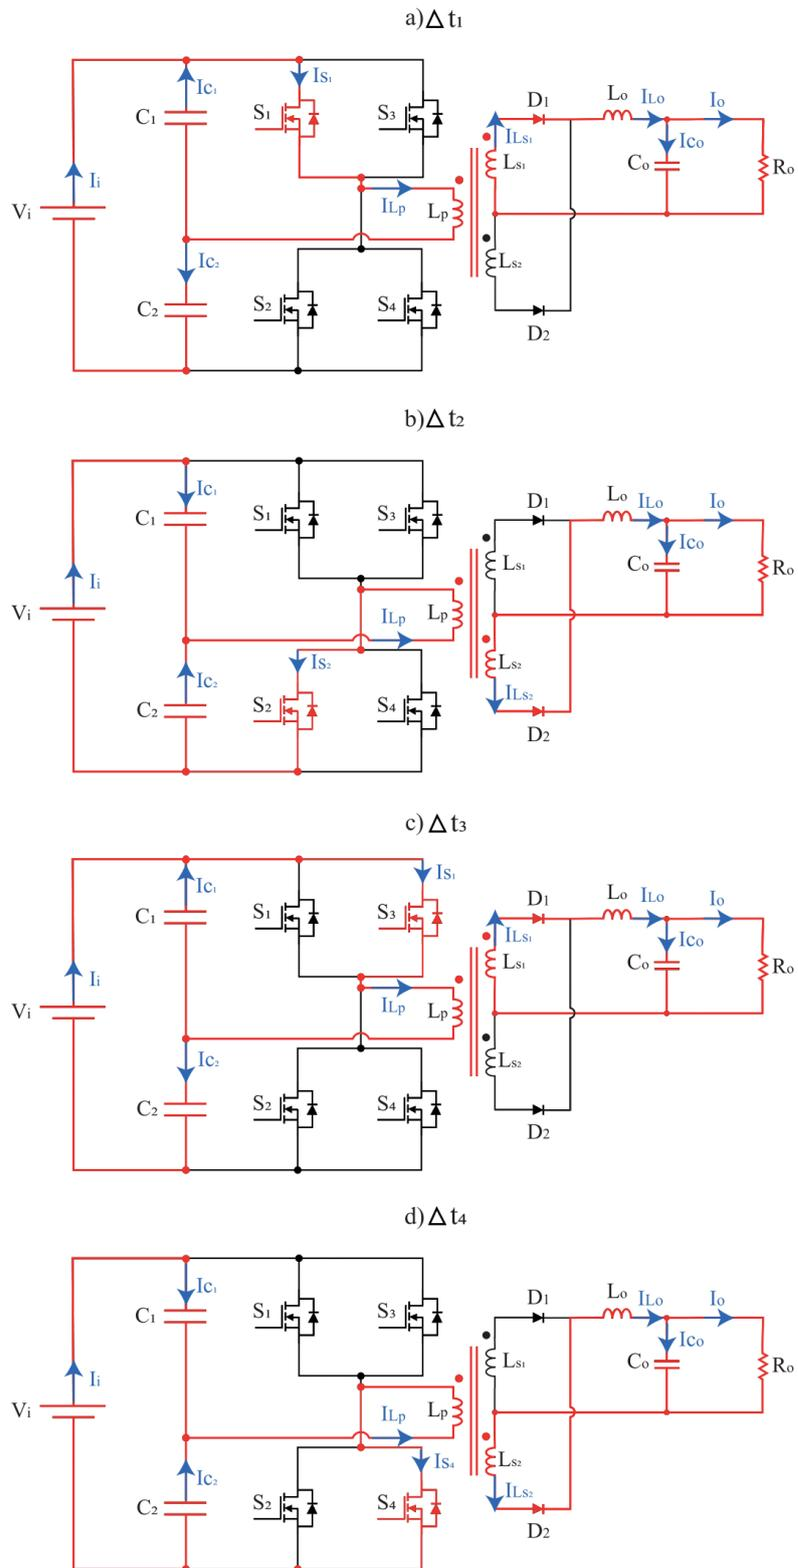 a)Δ t₁
Ic₁
Is₁
C₁
S₁
S₃
D₁
Lo
ILo
Io
ILs₁
Ls₁
Ico
Co
Ro
Ii
Vi
ILp
Lp
Ic₂
Ls₂
C₂
S₂
S₄
D₂
b)Δ t₂
Ic₁
C₁
S₁
S₃
D₁
Lo
ILo
Io
Ls₁
Ico
Co
Ro
Ii
Vi
ILp
Lp
Ic₂
Is₂
Ls₂
ILs₂
C₂
S₂
S₄
D₂
c)Δ t₃
Ic₁
Is₁
C₁
S₁
S₃
D₁
Lo
ILo
Io
ILs₁
Ls₁
Ico
Co
Ro
Ii
Vi
ILp
Lp
Ic₂
Ls₂
C₂
S₂
S₄
D₂
d)Δ t₄
Ic₁
C₁
S₁
S₃
D₁
Lo
ILo
Io
Ls₁
Ico
Co
Ro
Ii
Vi
ILp
Lp
Ic₂
Is₄
Ls₂
ILs₂
C₂
S₂
S₄
D₂